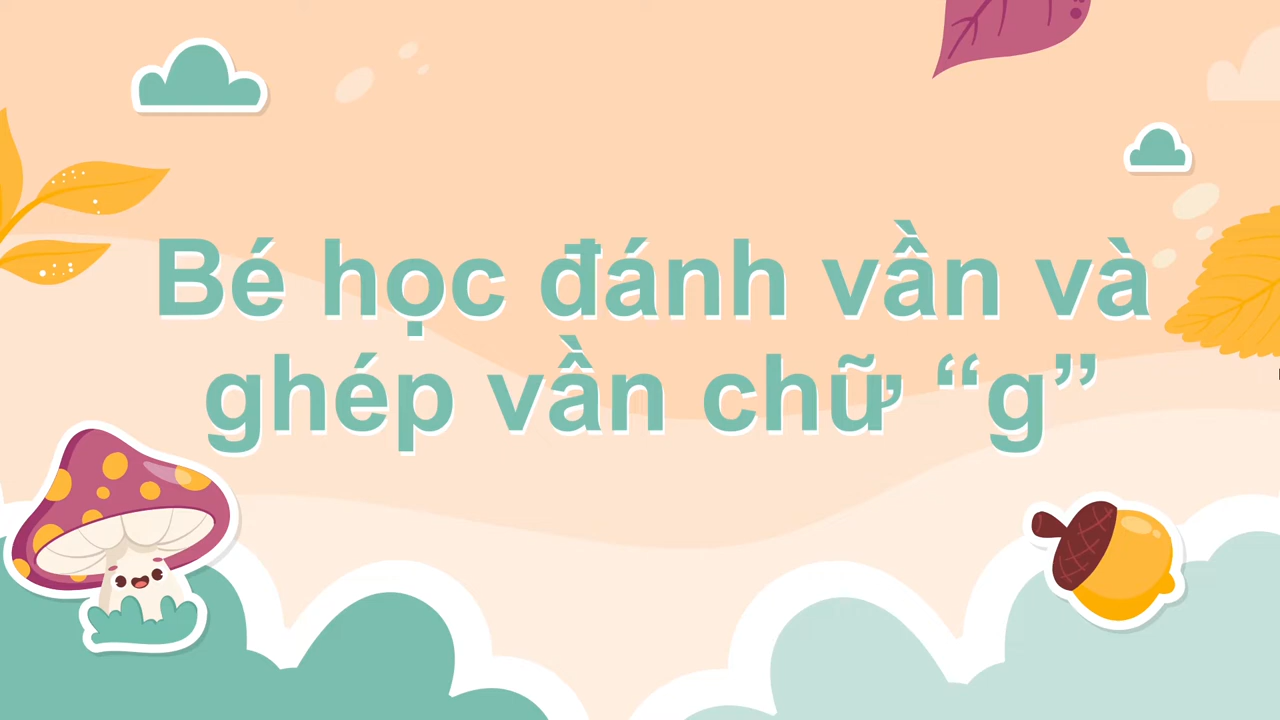 Bé học đánh vần và
ghép vần chữ “g”